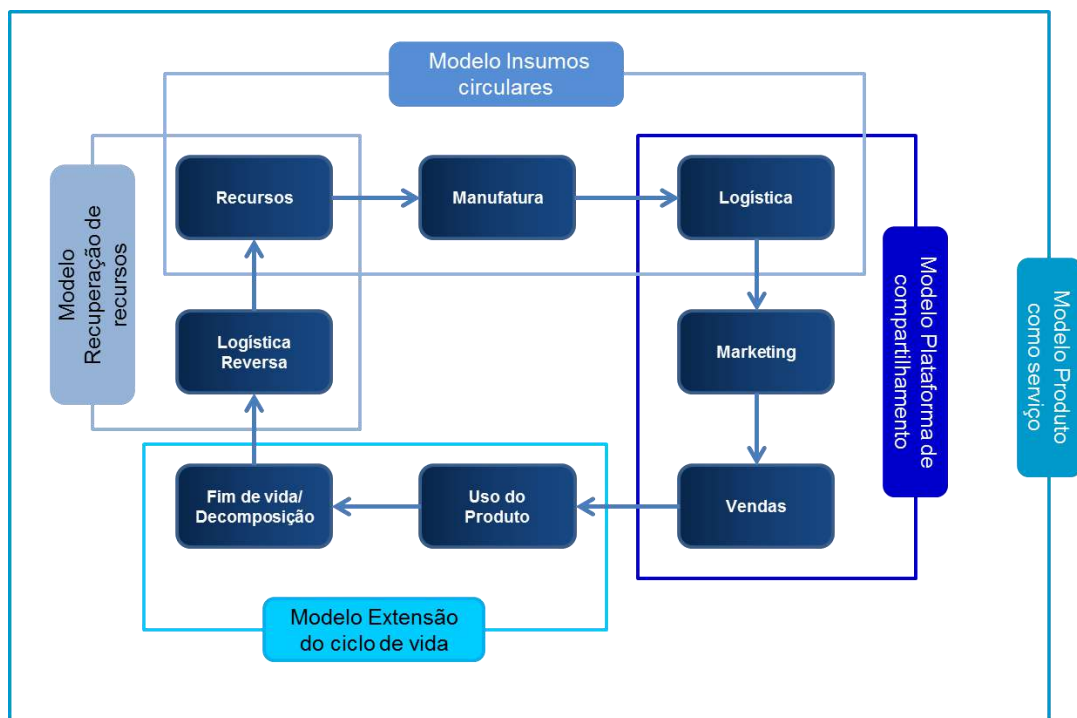 Modelo Insumos
circulares
Modelo
Recuperação de
recursos
Recursos
Manufatura
Logística
Modelo Plataforma de
compartilhamento
Modelo Produto
como serviço
Logística
Reversa
Marketing
Fim de vida/
Decomposição
Uso do
Produto
Vendas
Modelo Extensão
do ciclo de vida